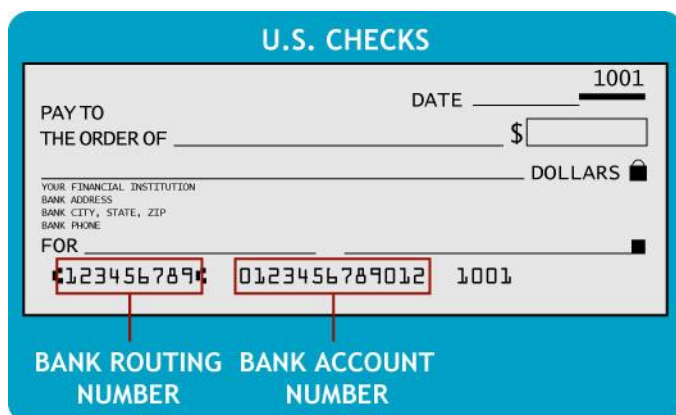 U.S. CHECKS
1001
DATE
PAY TO
THE ORDER OF $
DOLLARS
YOUR FINANCIAL INSTITUTION
BANK ADDRESS
BANK CITY, STATE, ZIP
BANK PHONE
FOR
⑆123456789⑆ 0123456789012 1001
BANK ROUTING NUMBER
BANK ACCOUNT NUMBER